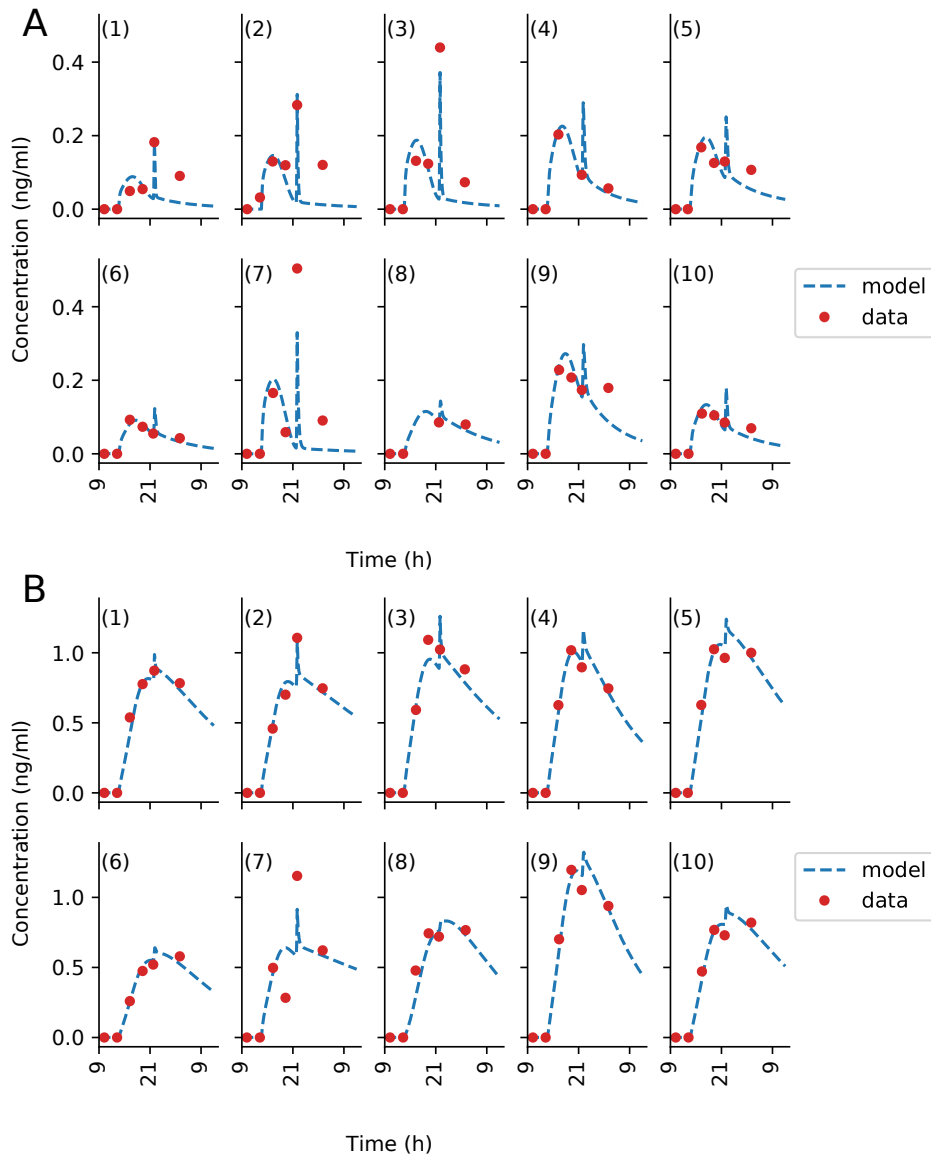 A
(1) (2) (3) (4) (5)
0.4
0.2
0.0
Concentration (ng/ml)
(6) (7) (8) (9) (10)
0.4
0.2
0.0
model
data
9 21 9 9 21 9 9 21 9 9 21 9 9 21 9
Time (h)
B
(1) (2) (3) (4) (5)
1.0
0.5
0.0
Concentration (ng/ml)
(6) (7) (8) (9) (10)
1.0
0.5
0.0
model
data
9 21 9 9 21 9 9 21 9 9 21 9 9 21 9
Time (h)